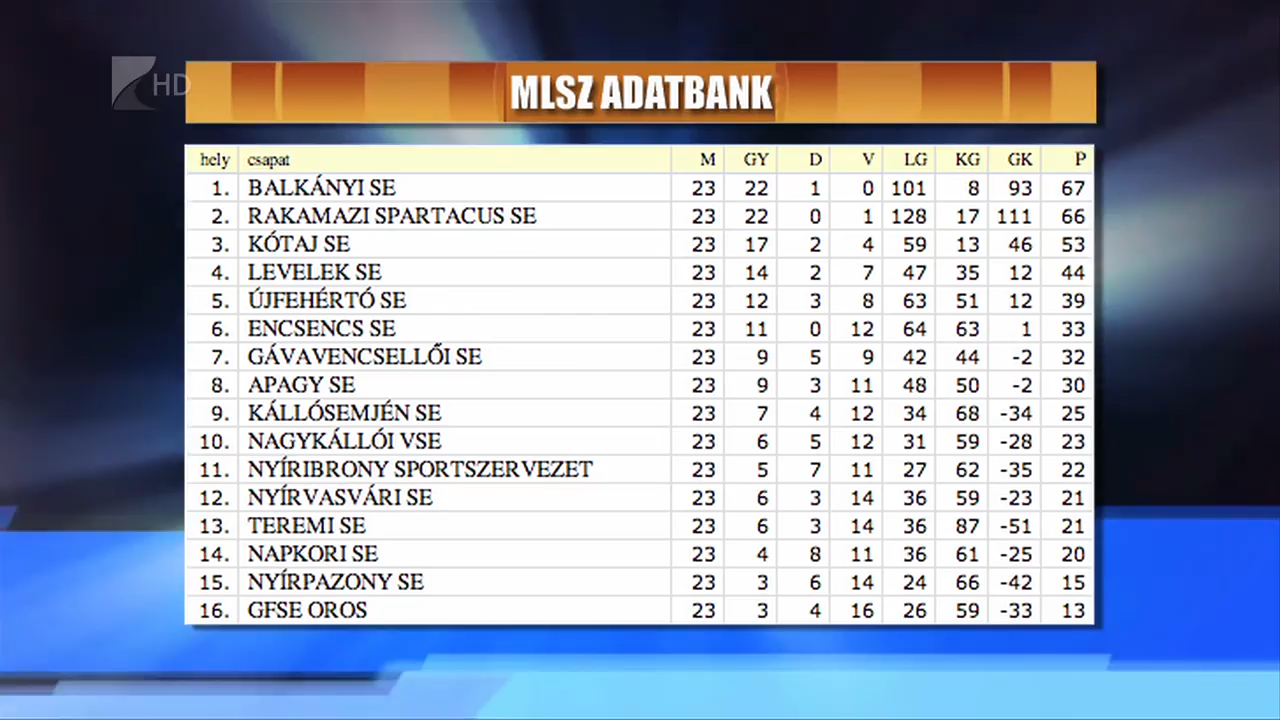 HD
MLSZ ADATBANK
hely csapat M GY D V LG KG GK P
1. BALKÁNYI SE 23 22 1 0 101 8 93 67
2. RAKAMAZI SPARTACUS SE 23 22 0 1 128 17 111 66
3. KÓTAJ SE 23 17 2 4 59 13 46 53
4. LEVELEK SE 23 14 2 7 47 35 12 44
5. ÚJFEHÉRTÓ SE 23 12 3 8 63 51 12 39
6. ENCSENCS SE 23 11 0 12 64 63 1 33
7. GÁVAVENCSELLŐI SE 23 9 5 9 42 44 -2 32
8. APAGY SE 23 9 3 11 48 50 -2 30
9. KÁLLÓSEMJÉN SE 23 7 4 12 34 68 -34 25
10. NAGYKÁLLÓI VSE 23 6 5 12 31 59 -28 23
11. NYÍRIBRONY SPORTSZERVEZET 23 5 7 11 27 62 -35 22
12. NYÍRVASVÁRI SE 23 6 3 14 36 59 -23 21
13. TEREMI SE 23 6 3 14 36 87 -51 21
14. NAPKORI SE 23 4 8 11 36 61 -25 20
15. NYÍRPAZONY SE 23 3 6 14 24 66 -42 15
16. GFSE OROS 23 3 4 16 26 59 -33 13